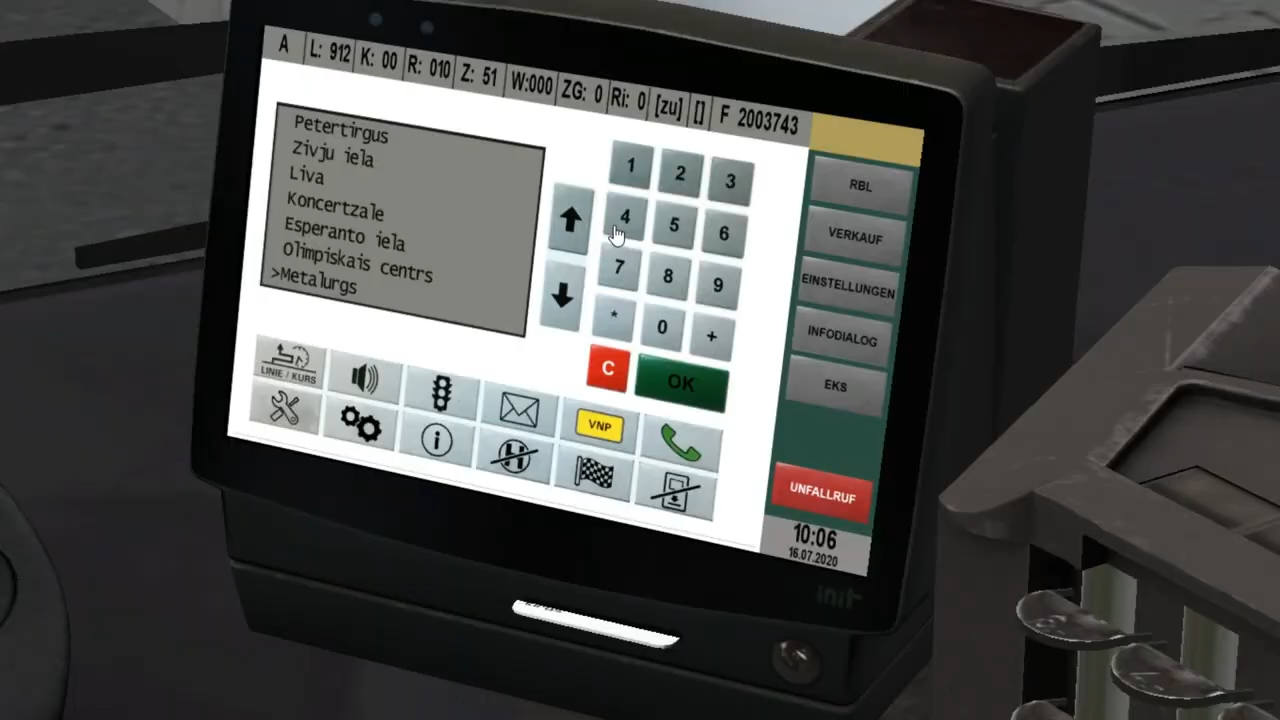 A L: 912 K: 00 R: 010 Z: 51 W:000 ZG: 0 Ri: 0 [zu] [] F 2003743
Petertirgus
Zivju iela
Liva
Koncertzale
Esperanto iela
Olimpiskais centrs
>Metalurgs
1 2 3
4 5 6
7 8 9
* 0 +
C OK
RBL
VERKAUF
EINSTELLUNGEN
INFODIALOG
EKS
UNFALLRUF
LINIE / KURS
VNP
10:06
16.07.2020
init